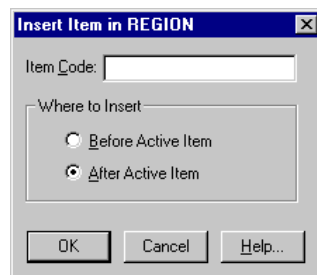 Insert Item in REGION
Item Code:
Where to Insert
Before Active Item
After Active Item
OK Cancel Help...